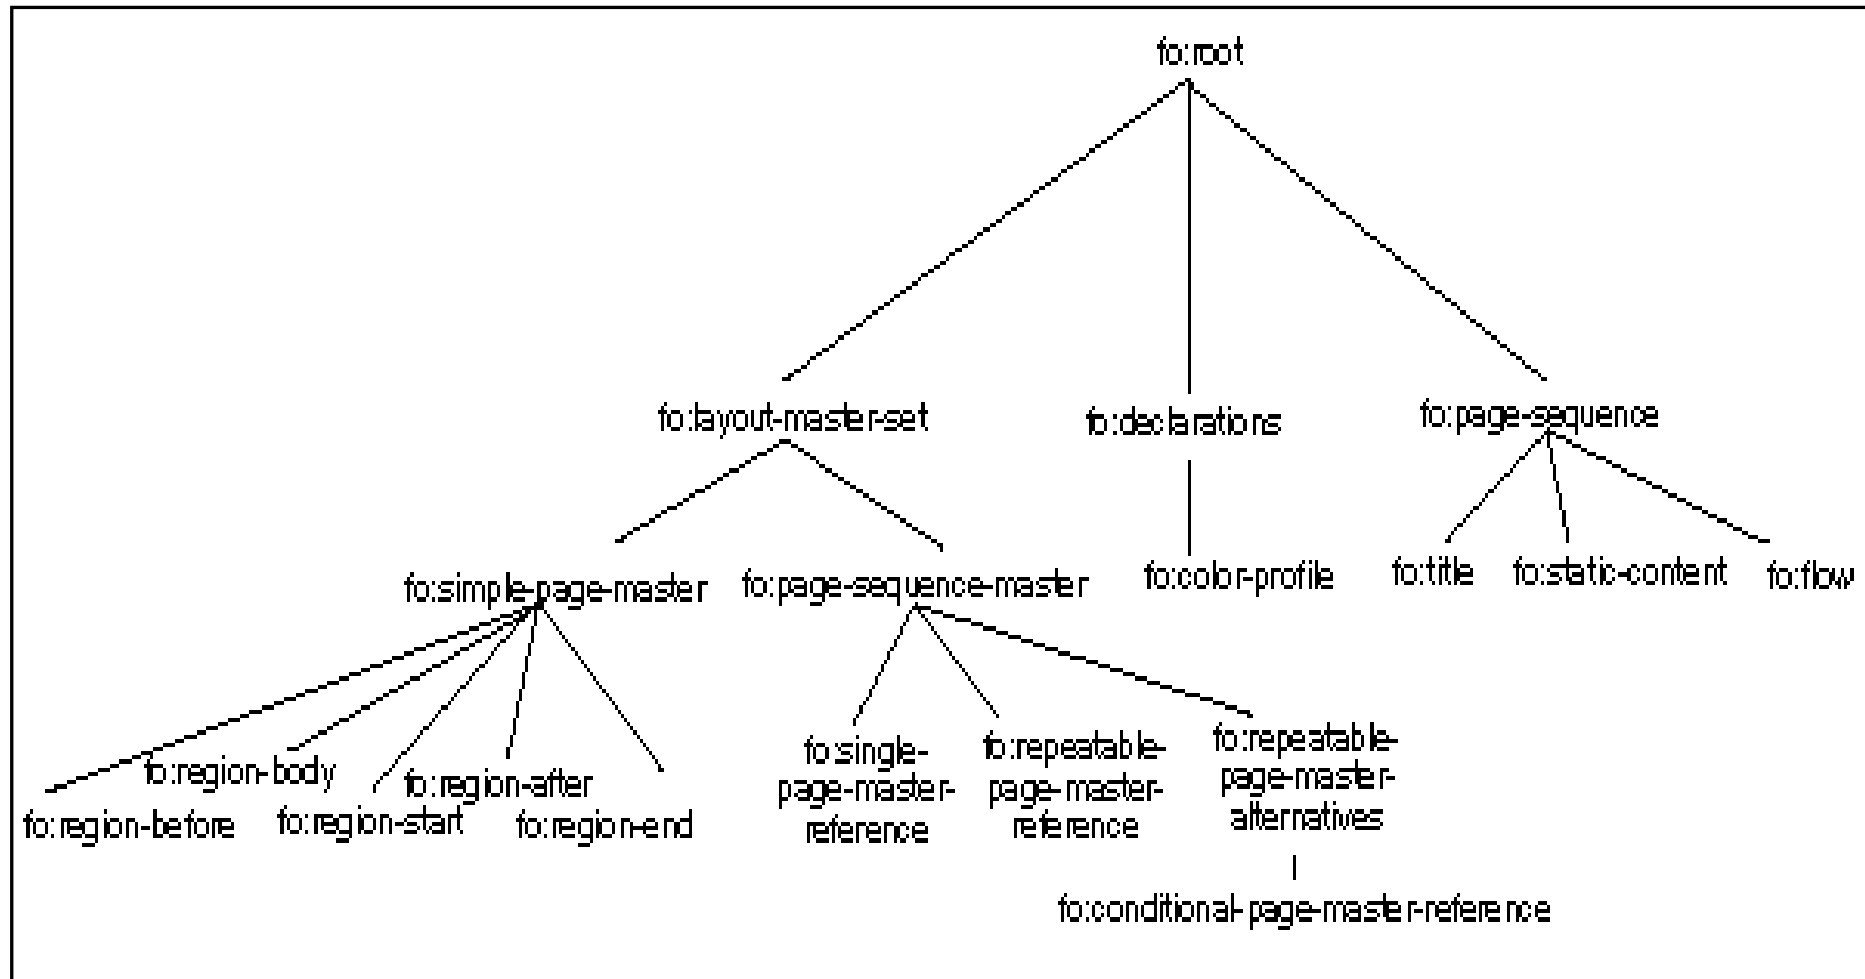 fo:root
fo:layout-master-set
fo:declarations
fo:page-sequence
fo:simple-page-master
fo:page-sequence-master
fo:color-profile
fo:title
fo:static-content
fo:flow
fo:region-before
fo:region-body
fo:region-start
fo:region-after
fo:region-end
fo:single-
page-master-
reference
fo:repeatable-
page-master-
reference
fo:repeatable-
page-master-
alternatives
fo:conditional-page-master-reference